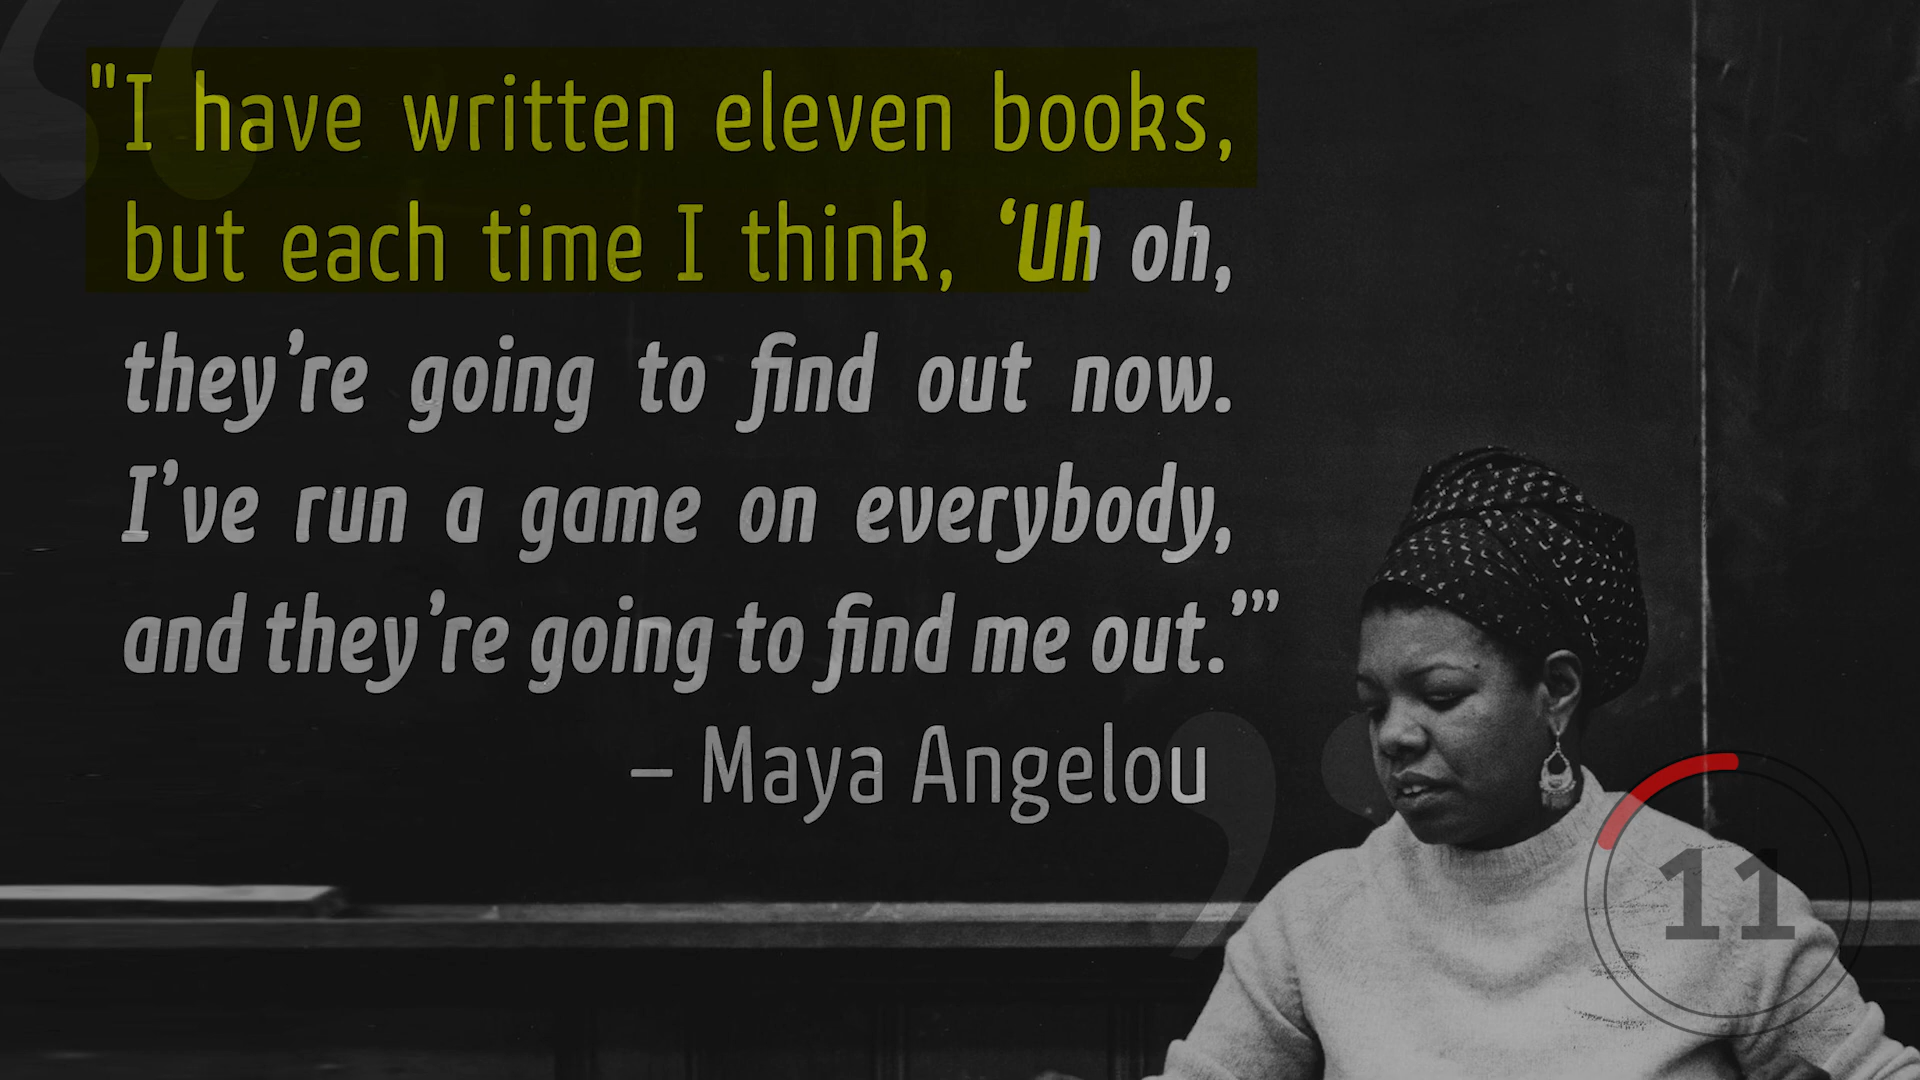 "I have written eleven books,
but each time I think, ‘Uh oh,
they’re going to find out now.
I’ve run a game on everybody,
and they’re going to find me out.’”
– Maya Angelou
11